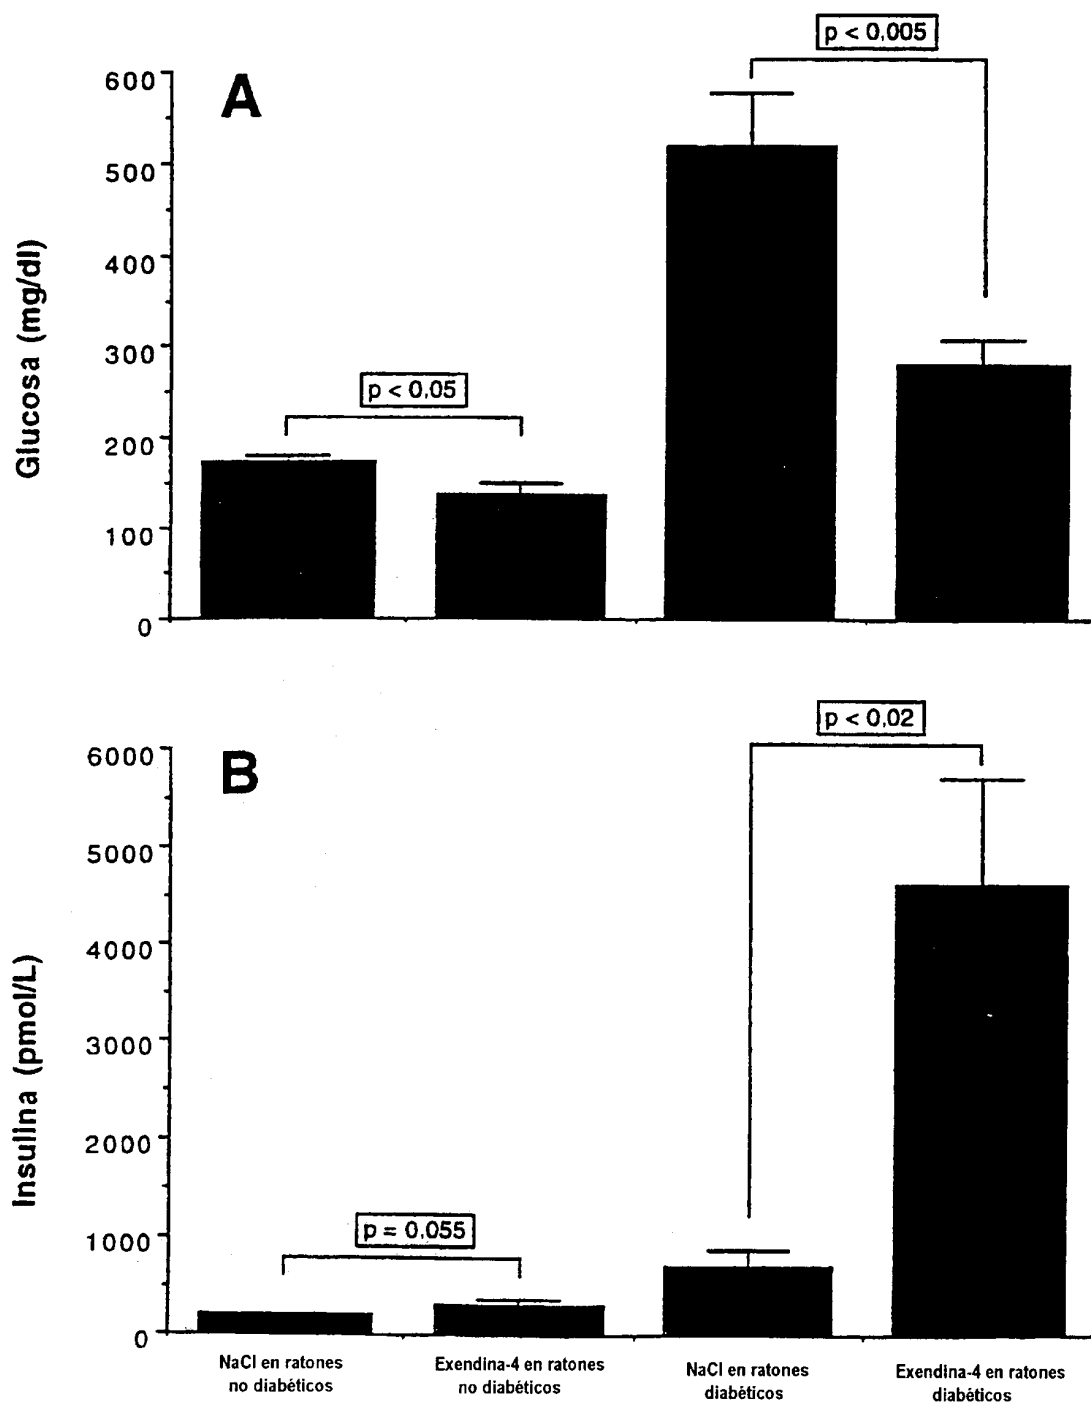 p < 0,005
A
600
500
400
300
200
100
0
Glucosa (mg/dl)
p < 0,05
p < 0,02
B
6000
5000
4000
3000
2000
1000
0
Insulina (pmol/L)
p = 0,055
NaCl en ratones
no diabéticos
Exendina-4 en ratones
no diabéticos
NaCl en ratones
diabéticos
Exendina-4 en ratones
diabéticos